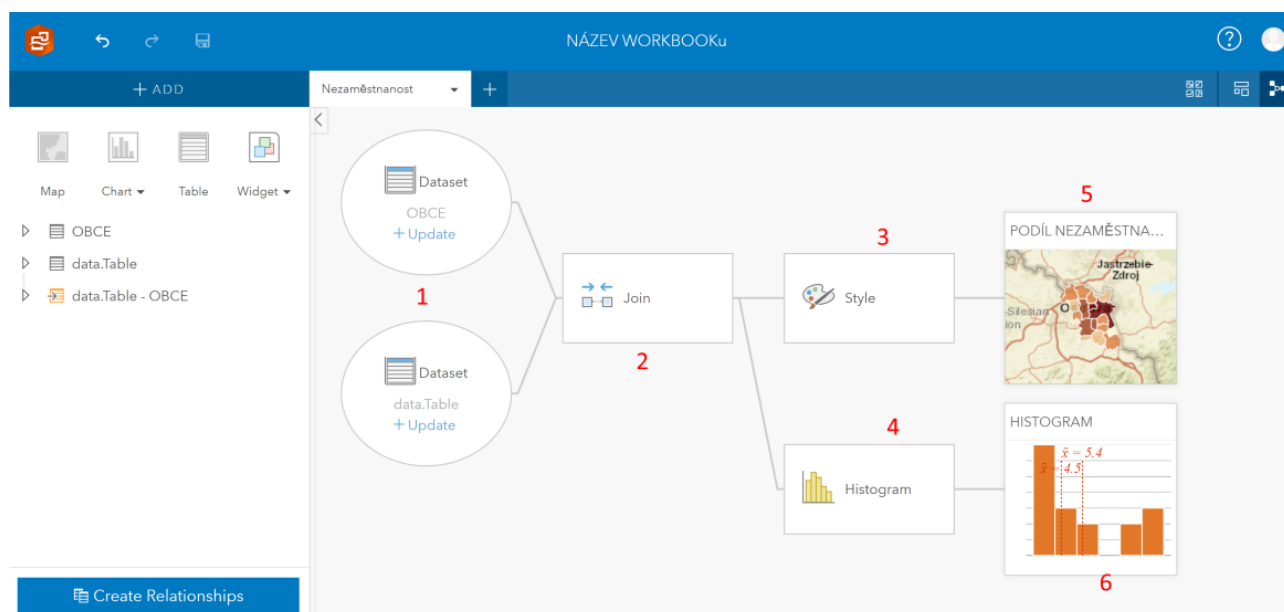 NÁZEV WORKBOOKu
?
+ ADD
Nezaměstnanost
+
Map
Chart
Table
Widget
OBCE
data.Table
data.Table - OBCE
Create Relationships
Dataset
OBCE
+ Update
1
Dataset
data.Table
+ Update
Join
2
3
Style
4
Histogram
5
PODÍL NEZAMĚSTNA...
Jastrzebie-
Zdroj
-Silesian
ion
O
HISTOGRAM
x̄ = 5.4
x̃ = 4.5
6